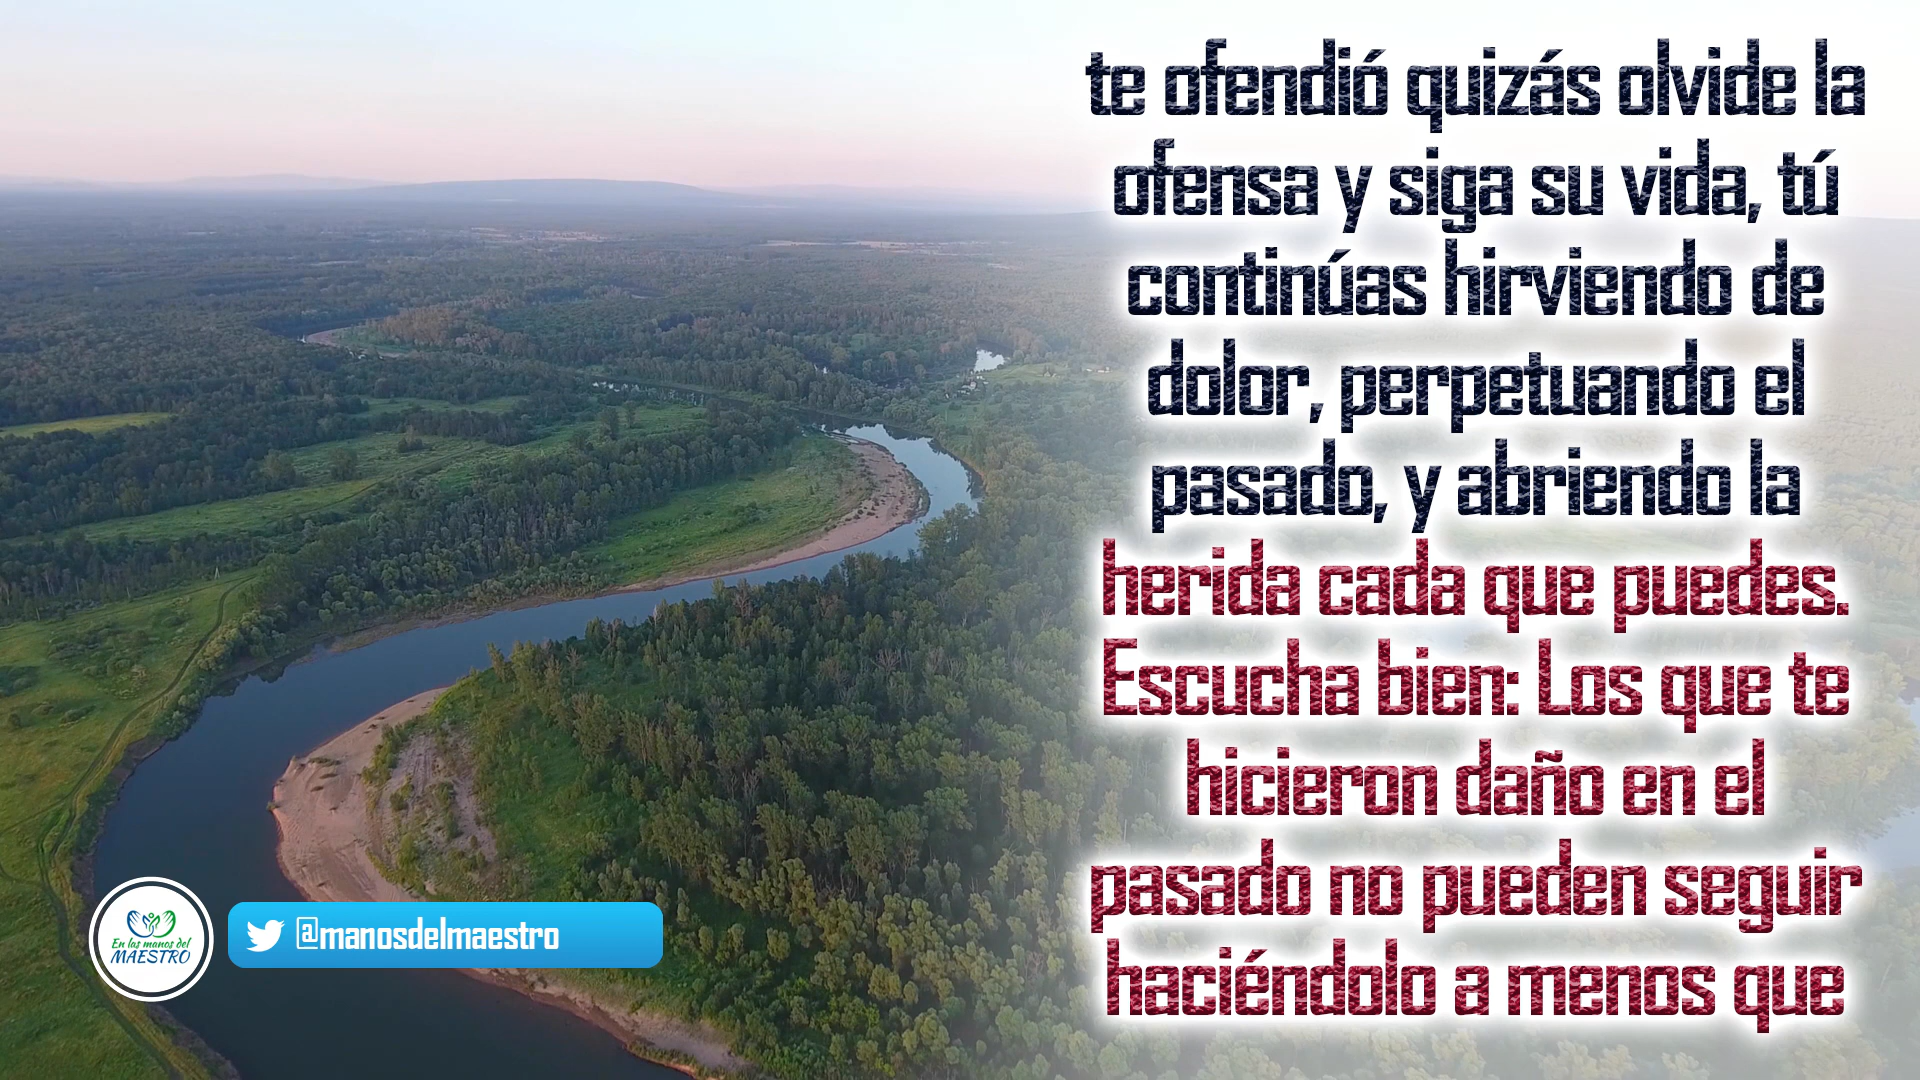 te ofendió quizás olvide la
ofensa y siga su vida, tú
continúas hirviendo de
dolor, perpetuando el
pasado, y abriendo la
herida cada que puedes.
Escucha bien: Los que te
hicieron daño en el
pasado no pueden seguir
haciéndolo a menos que
En las manos del
MAESTRO
@manosdelmaestro